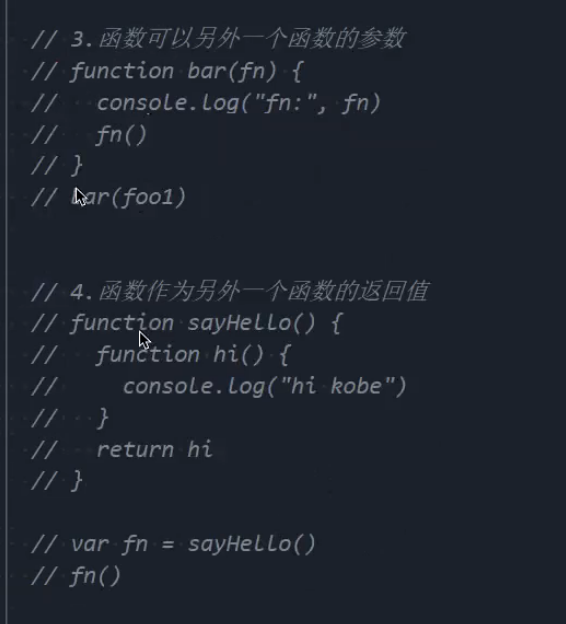 // 3.函数可以另外一个函数的参数
// function bar(fn) {
//   console.log("fn:", fn)
//   fn()
// }
// bar(foo1)
// 4.函数作为另外一个函数的返回值
// function sayHello() {
//   function hi() {
//     console.log("hi kobe")
//   }
//   return hi
// }
// var fn = sayHello()
// fn()